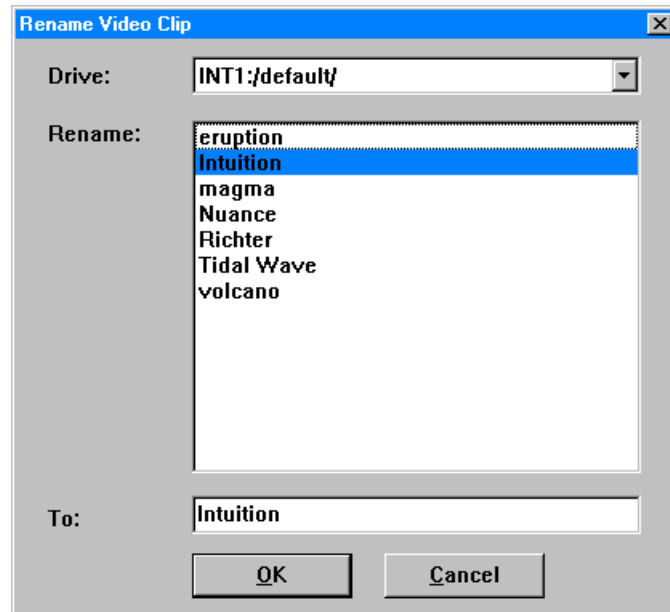 Rename Video Clip
Drive: INT1:/default/
Rename:
eruption
Intuition
magma
Nuance
Richter
Tidal Wave
volcano
To: Intuition
OK Cancel